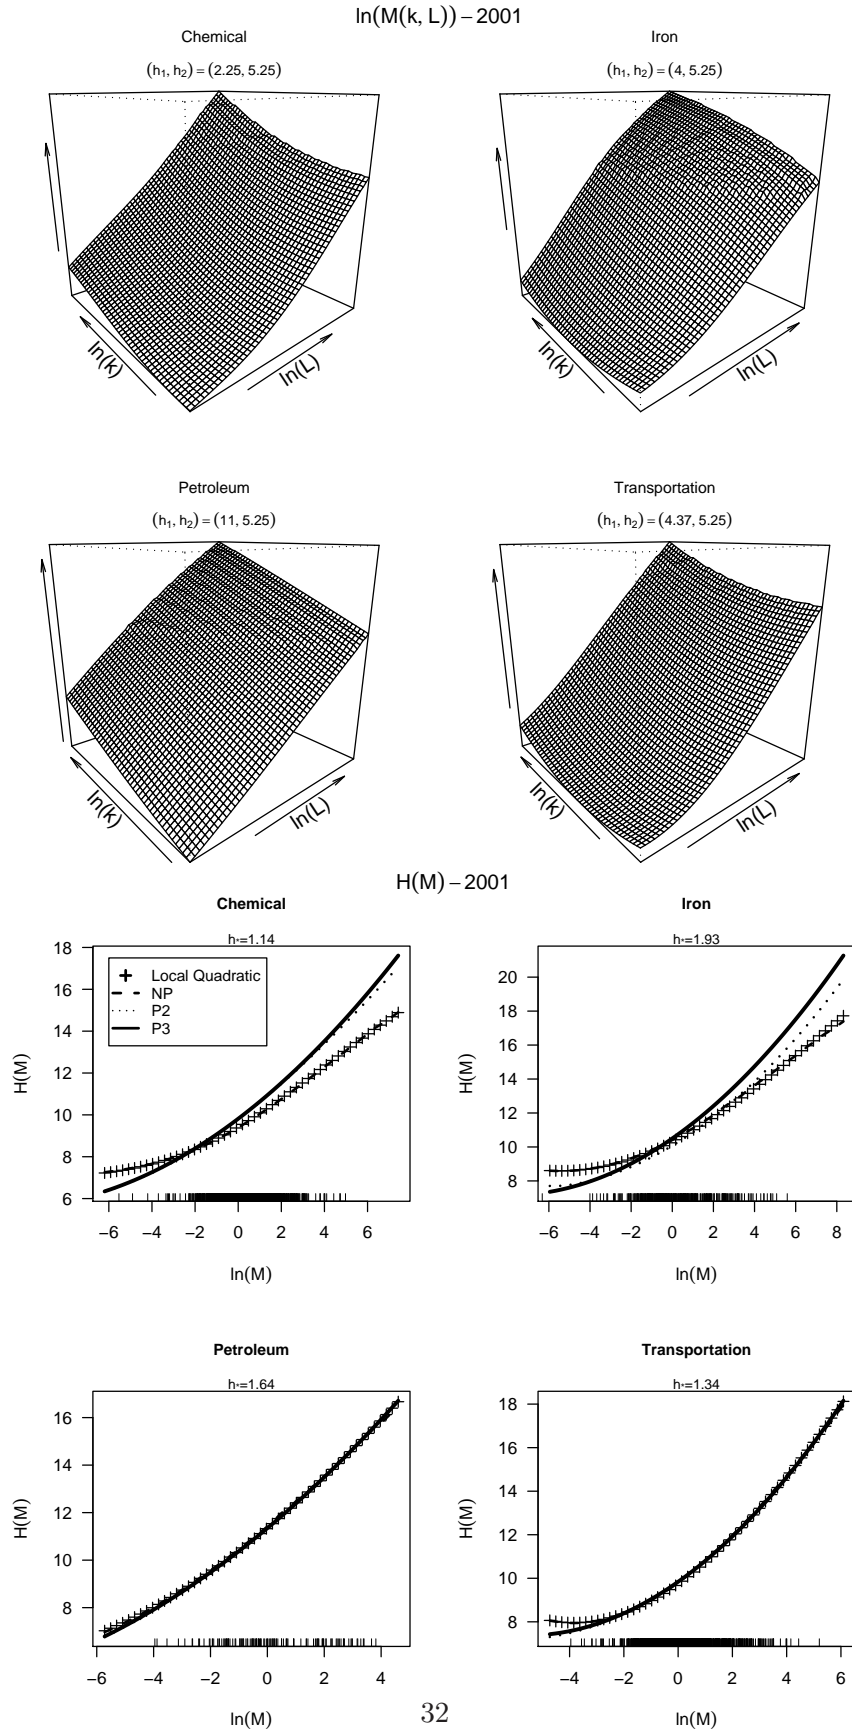 ln(M(k, L)) − 2001
Chemical
Iron
(h₁, h₂) = (2.25, 5.25)
(h₁, h₂) = (4, 5.25)
ln(k)
ln(L)
ln(k)
ln(L)
Petroleum
Transportation
(h₁, h₂) = (11, 5.25)
(h₁, h₂) = (4.37, 5.25)
ln(k)
ln(L)
ln(k)
ln(L)
H(M) − 2001
Chemical
h*=1.14
H(M)
18
16
14
12
10
8
6
Local Quadratic
NP
P2
P3
−6 −4 −2 0 2 4 6
ln(M)
Iron
h*=1.93
H(M)
20
18
16
14
12
10
8
−6 −4 −2 0 2 4 6 8
ln(M)
Petroleum
h*=1.64
H(M)
16
14
12
10
8
−6 −4 −2 0 2 4
ln(M)
Transportation
h*=1.34
H(M)
18
16
14
12
10
8
−4 −2 0 2 4 6
ln(M)
32